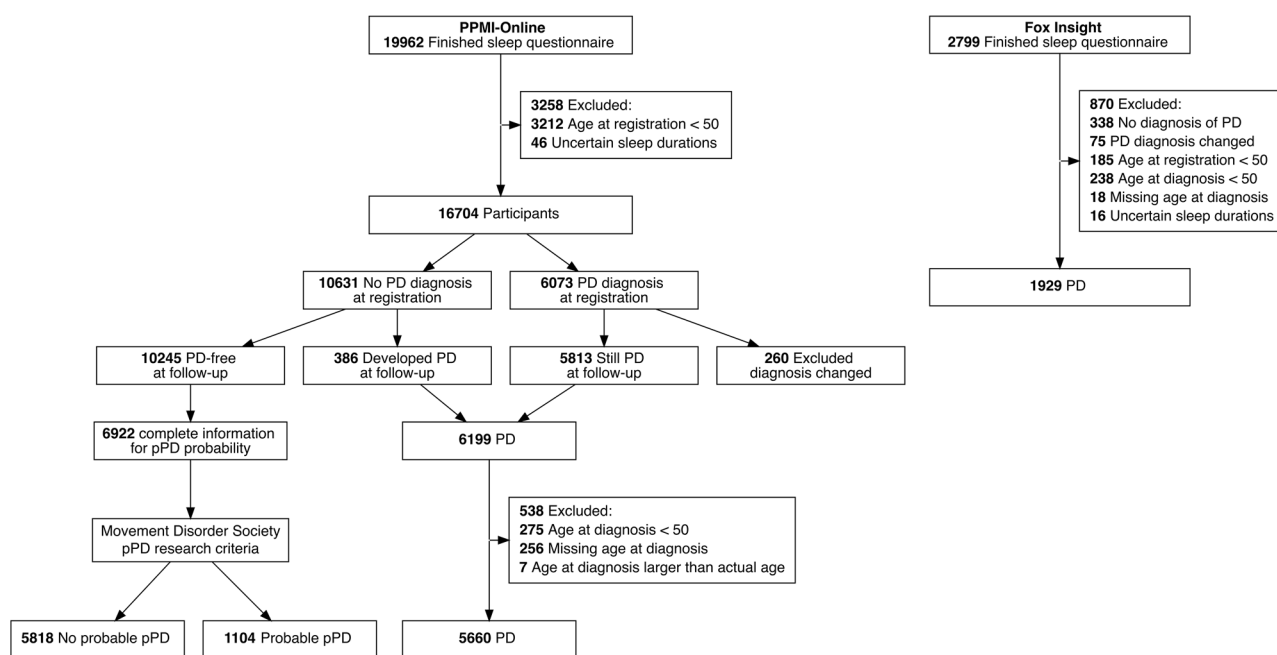 PPMI-Online
19962 Finished sleep questionnaire
3258 Excluded:
3212 Age at registration < 50
46 Uncertain sleep durations
16704 Participants
10631 No PD diagnosis
at registration
6073 PD diagnosis
at registration
10245 PD-free
at follow-up
386 Developed PD
at follow-up
5813 Still PD
at follow-up
260 Excluded
diagnosis changed
6922 complete information
for pPD probability
6199 PD
Movement Disorder Society
pPD research criteria
538 Excluded:
275 Age at diagnosis < 50
256 Missing age at diagnosis
7 Age at diagnosis larger than actual age
5818 No probable pPD
1104 Probable pPD
5660 PD
Fox Insight
2799 Finished sleep questionnaire
870 Excluded:
338 No diagnosis of PD
75 PD diagnosis changed
185 Age at registration < 50
238 Age at diagnosis < 50
18 Missing age at diagnosis
16 Uncertain sleep durations
1929 PD